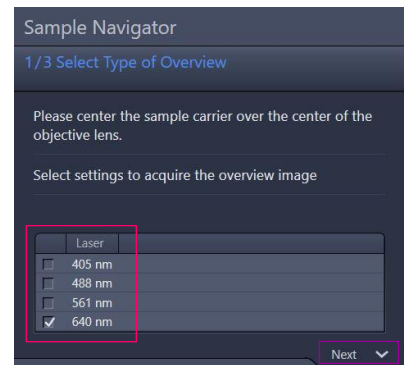 Sample Navigator
1/3 Select Type of Overview
Please center the sample carrier over the center of the
objective lens.
Select settings to acquire the overview image
Laser
405 nm
488 nm
561 nm
640 nm
Next